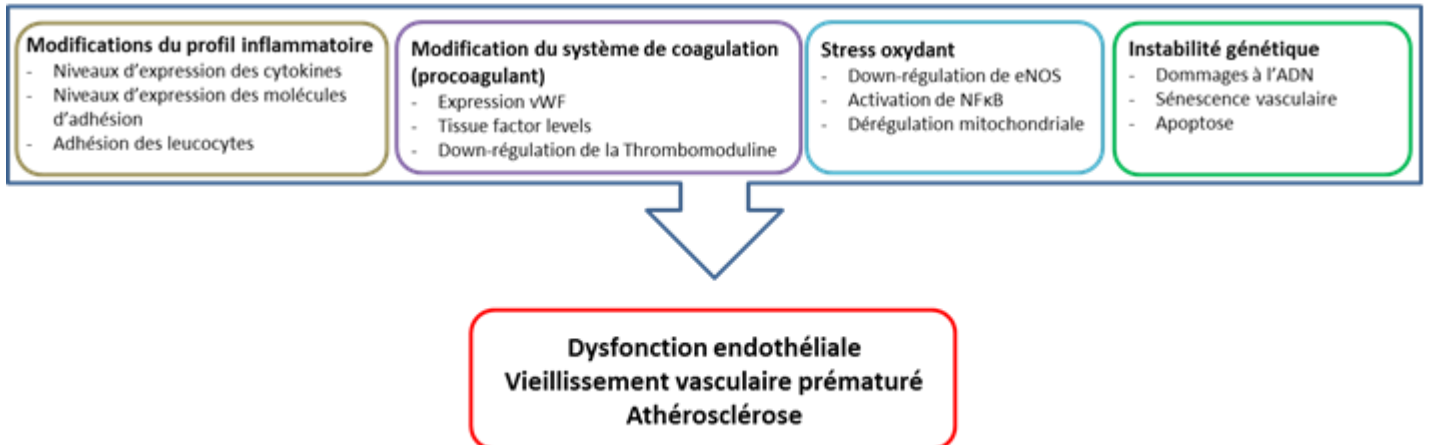 Modifications du profil inflammatoire
- Niveaux d'expression des cytokines
- Niveaux d'expression des molécules
d'adhésion
- Adhésion des leucocytes
Modification du système de coagulation
(procoagulant)
- Expression vWF
- Tissue factor levels
- Down-régulation de la Thrombomoduline
Stress oxydant
- Down-régulation de eNOS
- Activation de NFκB
- Dérégulation mitochondriale
Instabilité génétique
- Dommages à l'ADN
- Sénescence vasculaire
- Apoptose
Dysfonction endothéliale
Vieillissement vasculaire prématuré
Athérosclérose